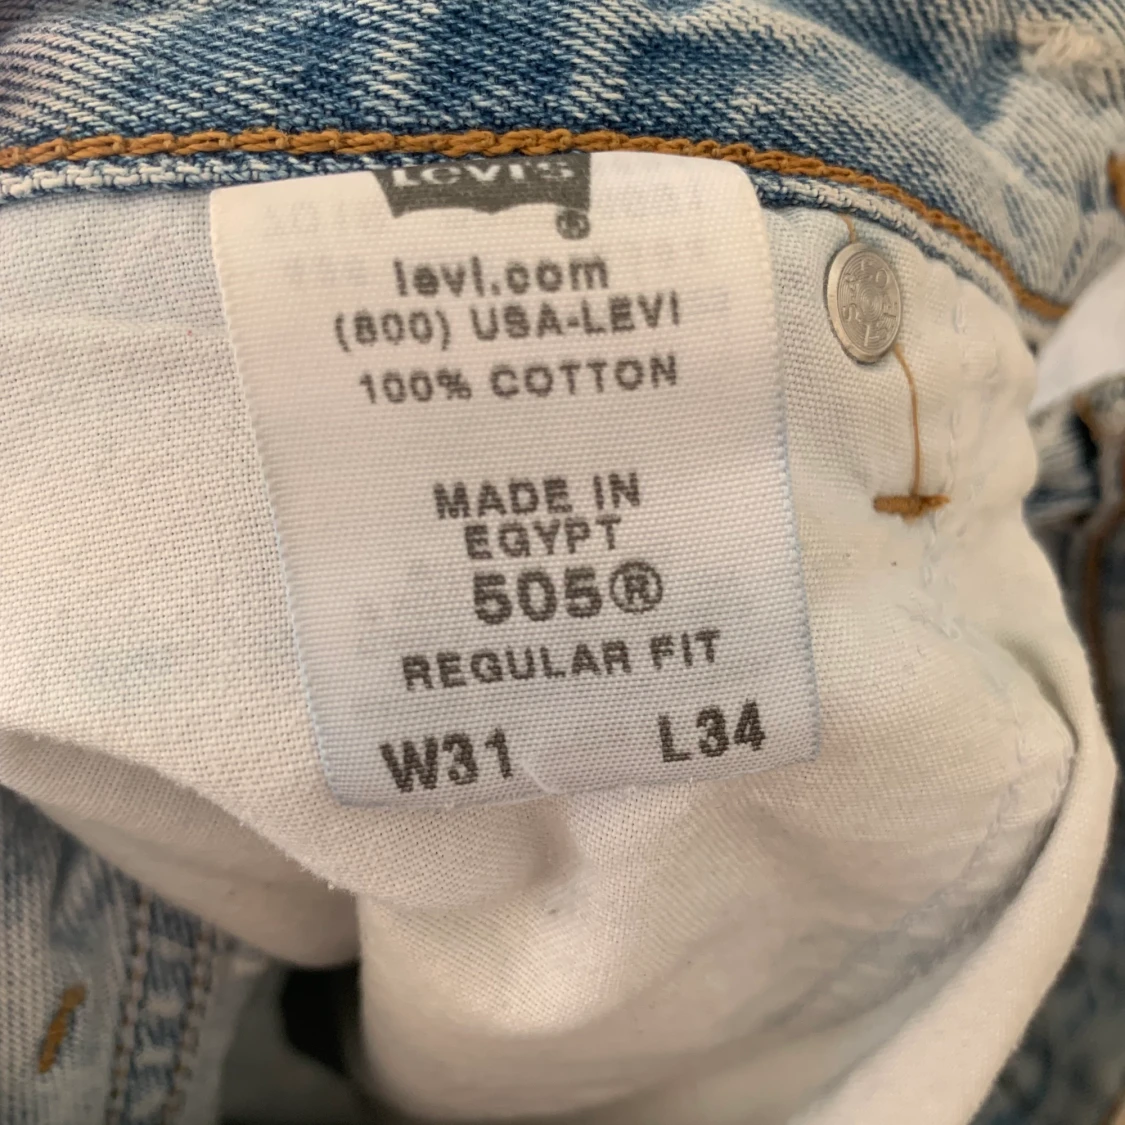 LEVI'S
®
levi.com
(800) USA-LEVI
100% COTTON
MADE IN
EGYPT
505®
REGULAR FIT
W31 L34